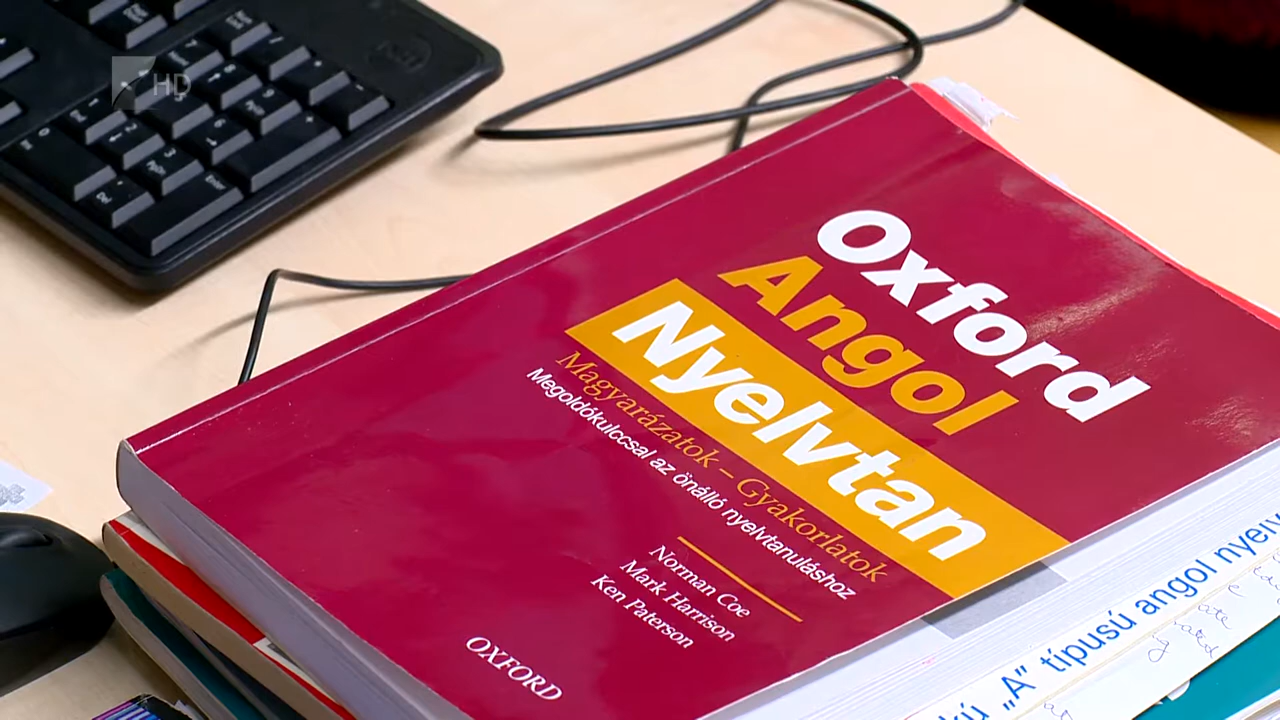 HD
Oxford
Angol
Nyelvtan
Magyarázatok – Gyakorlatok
Megoldókulccsal az önálló nyelvtanuláshoz
Norman Coe
Mark Harrison
Ken Paterson
OXFORD
„A” típusú angol